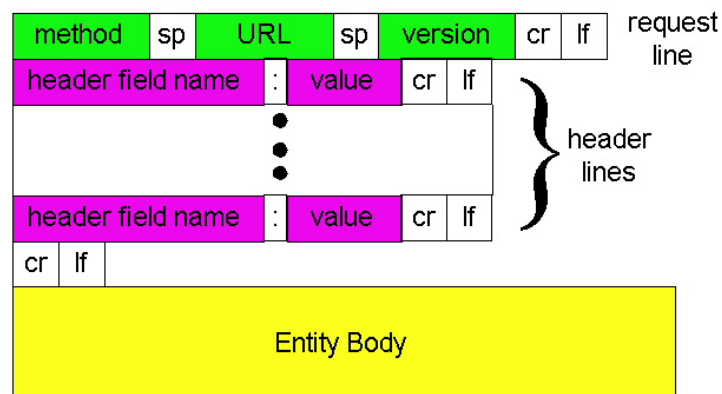 method sp URL sp version cr lf request line
header field name : value cr lf
header lines
header field name : value cr lf
cr lf
Entity Body